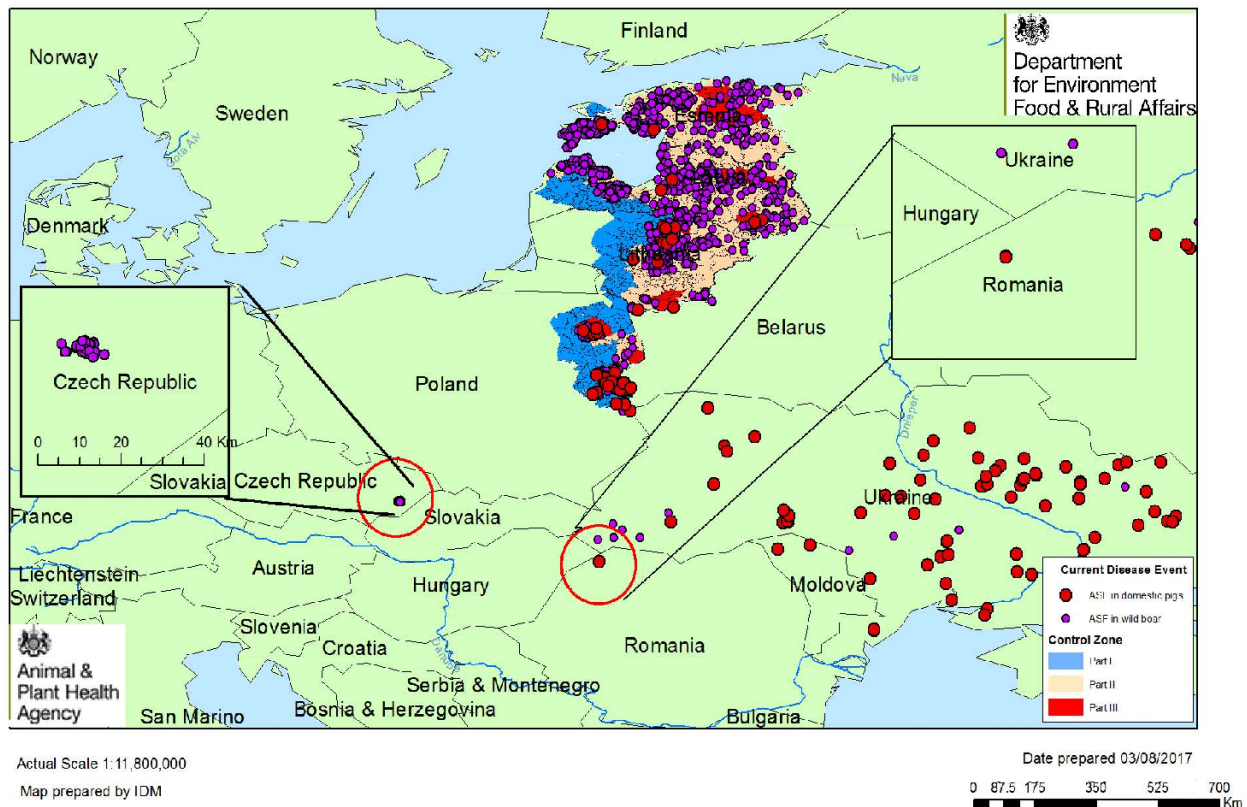 Finland
Norway
Sweden
Gota Alv
Nava
Department
for Environment
Food & Rural Affairs
Estonia
Latvia
Lithuania
Denmark
Ukraine
Hungary
Romania
Belarus
Poland
Czech Republic
0 10 20 40 Km
Slovakia
Czech Republic
Dnieper
Ukraine
France
Slovakia
Liechtenstein
Austria
Switzerland
Hungary
Moldova
Slovenia
Croatia
Danube
Romania
Serbia & Montenegro
Bosnia & Herzegovina
San Marino
Bulgaria
Animal &
Plant Health
Agency
Current Disease Event
ASF in domestic pigs
ASF in wild boar
Control Zone
Part I
Part II
Part III
Actual Scale 1:11,800,000
Map prepared by IDM
Date prepared 03/08/2017
0 87.5 175 350 525 700
Km